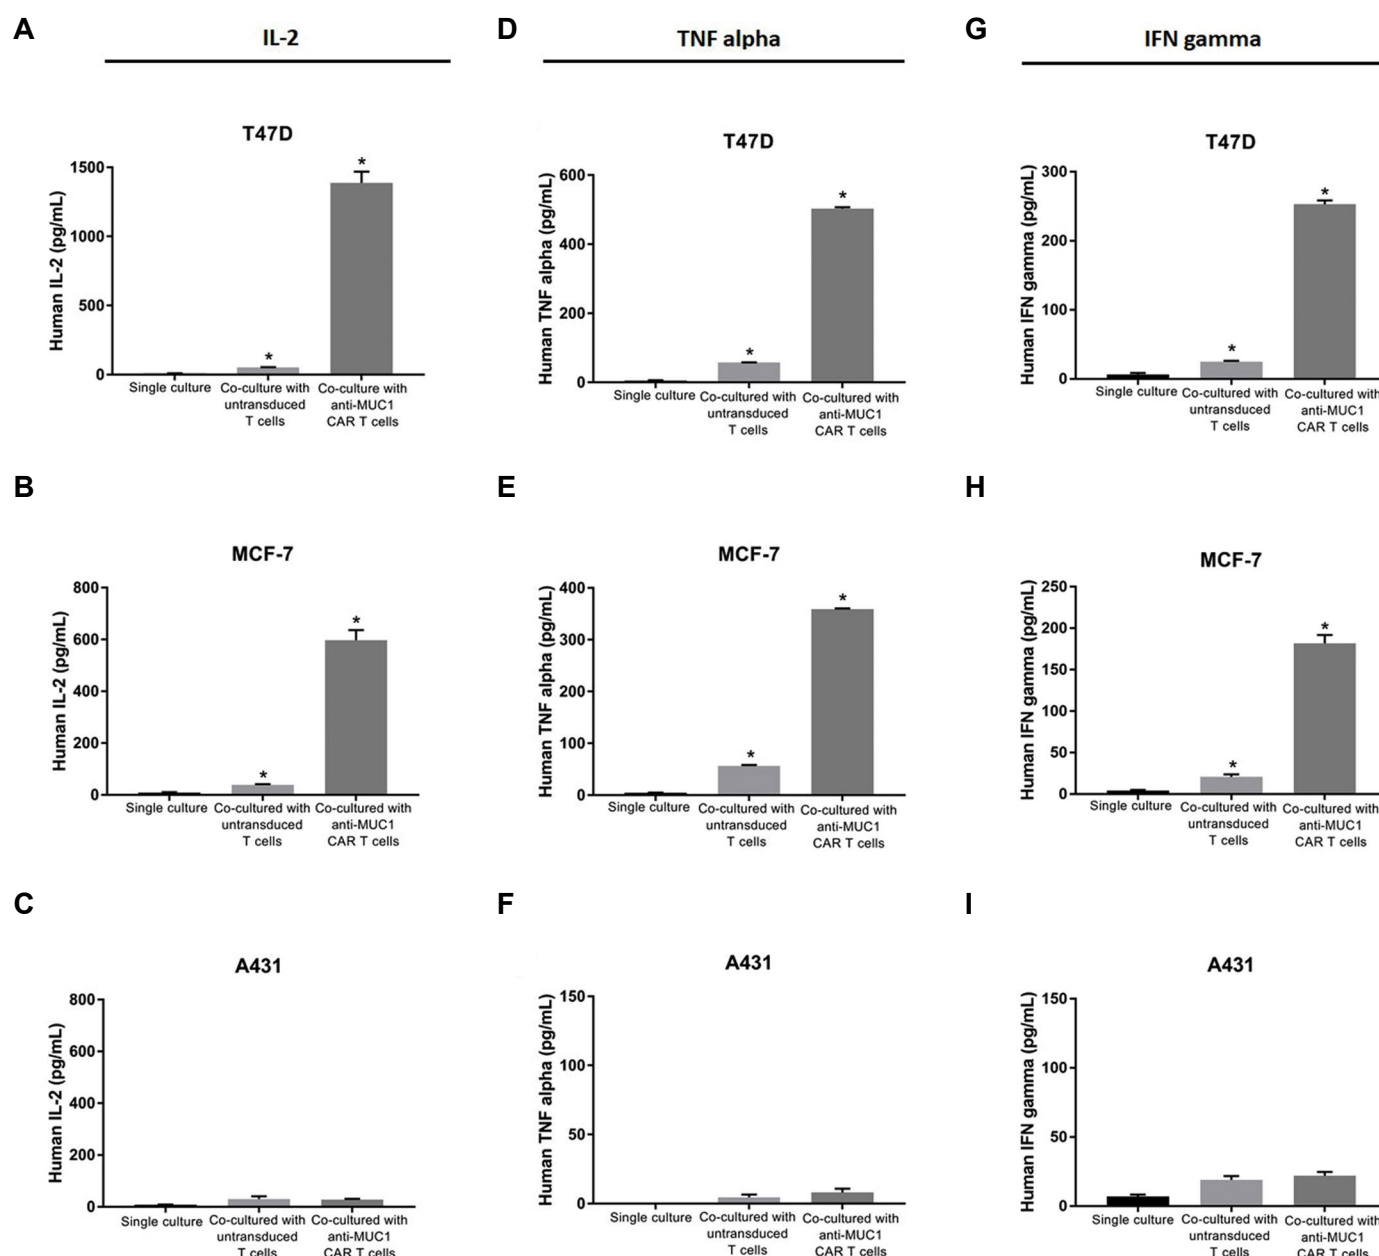 A
IL-2
D
TNF alpha
G
IFN gamma
T47D
Human IL-2 (pg/mL)
1500
1000
500
0
*
*
Single culture
Co-culture with
untransduced
T cells
Co-cultured with
anti-MUC1
CAR T cells
T47D
Human TNF alpha (pg/mL)
600
400
200
0
*
*
Single culture
Co-cultured with
untransduced
T cells
Co-cultured with
anti-MUC1
CAR T cells
T47D
Human IFN gamma (pg/mL)
300
200
100
0
*
*
Single culture
Co-cultured with
untransduced
T cells
Co-cultured with
anti-MUC1
CAR T cells
B
E
H
MCF-7
Human IL-2 (pg/mL)
800
600
400
200
0
*
*
Single culture
Co-cultured with
untransduced
T cells
Co-cultured with
anti-MUC1
CAR T cells
MCF-7
Human TNF alpha (pg/mL)
400
300
200
100
0
*
*
Single culture
Co-cultured with
untransduced
T cells
Co-cultured with
anti-MUC1
CAR T cells
MCF-7
Human IFN gamma (pg/mL)
250
200
150
100
50
0
*
*
Single culture
Co-cultured with
untransduced
T cells
Co-cultured with
anti-MUC1
CAR T cells
C
F
I
A431
Human IL-2 (pg/mL)
800
600
400
200
0
Single culture
Co-cultured with
untransduced
T cells
Co-cultured with
anti-MUC1
CAR T cells
A431
Human TNF alpha (pg/mL)
150
100
50
0
Single culture
Co-cultured with
untransduced
T cells
Co-cultured with
anti-MUC1
CAR T cells
A431
Human IFN gamma (pg/mL)
150
100
50
0
Single culture
Co-cultured with
untransduced
T cells
Co-cultured with
anti-MUC1
CAR T cells